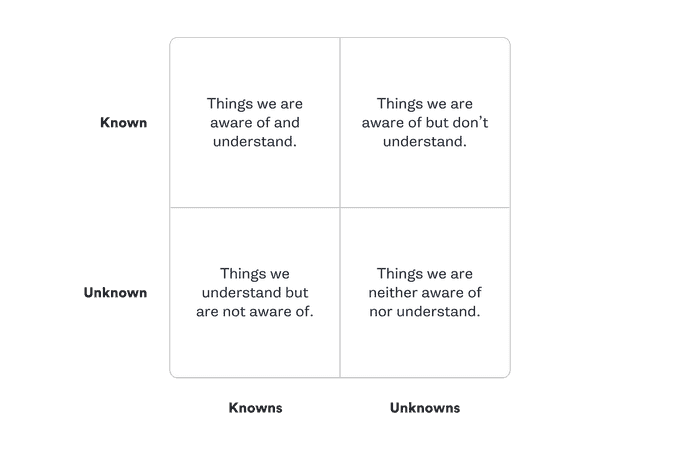 Known
Things we are
aware of and
understand.
Things we are
aware of but don’t
understand.
Unknown
Things we
understand but
are not aware of.
Things we are
neither aware of
nor understand.
Knowns
Unknowns